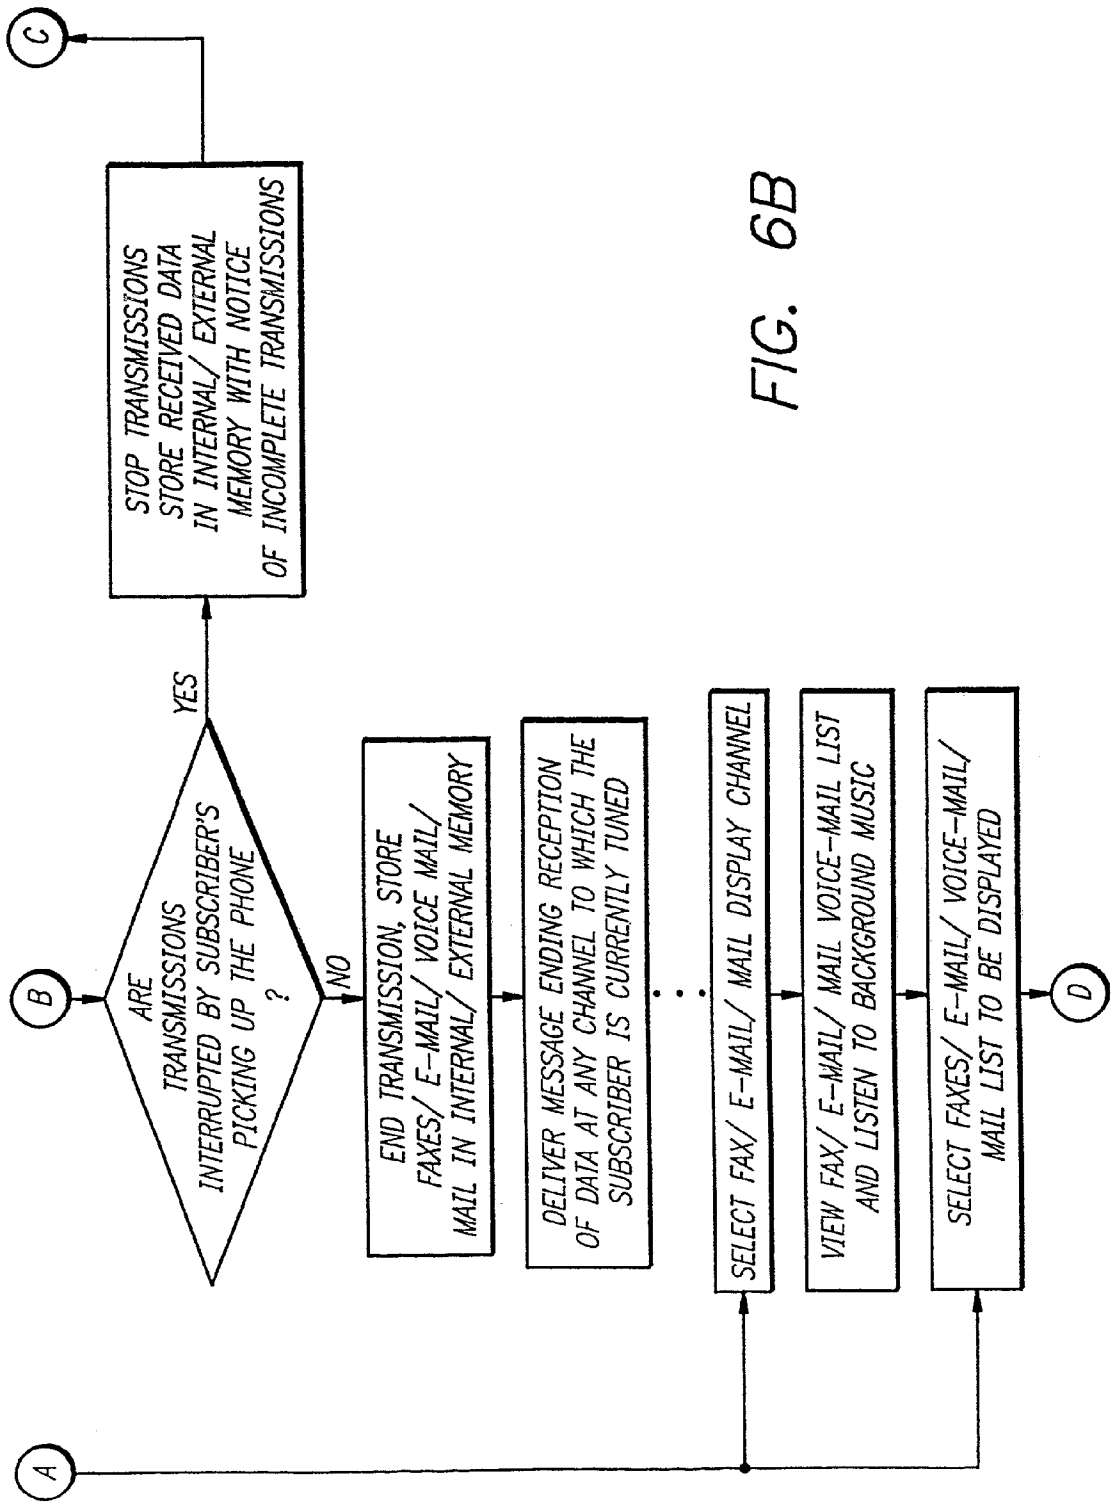 C
STOP TRANSMISSIONS
STORE RECEIVED DATA
IN INTERNAL/ EXTERNAL
MEMORY WITH NOTICE
OF INCOMPLETE TRANSMISSIONS
YES
B
ARE
TRANSMISSIONS
INTERRUPTED BY SUBSCRIBER'S
PICKING UP THE PHONE
?
NO
END TRANSMISSION, STORE
FAXES/ E-MAIL/ VOICE MAIL/
MAIL IN INTERNAL/ EXTERNAL MEMORY
DELIVER MESSAGE ENDING RECEPTION
OF DATA AT ANY CHANNEL TO WHICH THE
SUBSCRIBER IS CURRENTLY TUNED
SELECT FAX/ E-MAIL/ MAIL DISPLAY CHANNEL
VIEW FAX/ E-MAIL/ MAIL VOICE-MAIL LIST
AND LISTEN TO BACKGROUND MUSIC
SELECT FAXES/ E-MAIL/ VOICE-MAIL/
MAIL LIST TO BE DISPLAYED
D
A
FIG. 6B